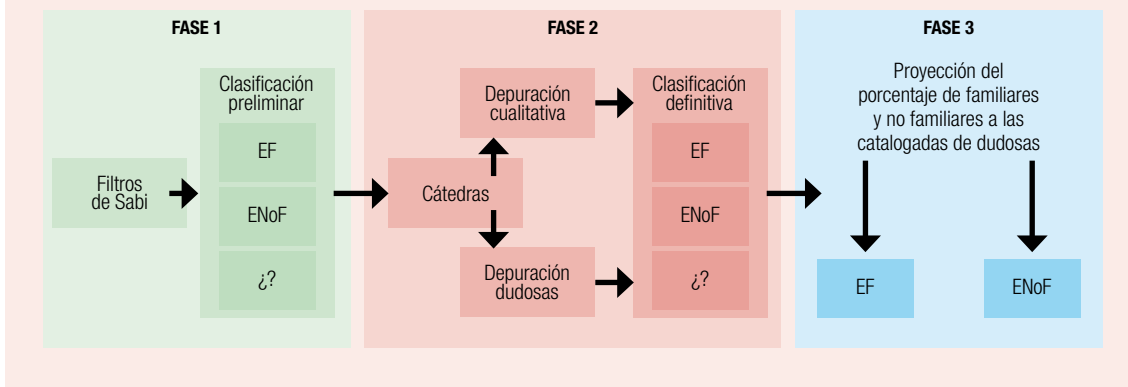 FASE 1
Filtros
de Sabi
Clasificación
preliminar
EF
ENoF
¿?
FASE 2
Cátedras
Depuración
cualitativa
Depuración
dudosas
Clasificación
definitiva
EF
ENoF
¿?
FASE 3
Proyección del
porcentaje de familiares
y no familiares a las
catalogadas de dudosas
EF
ENoF